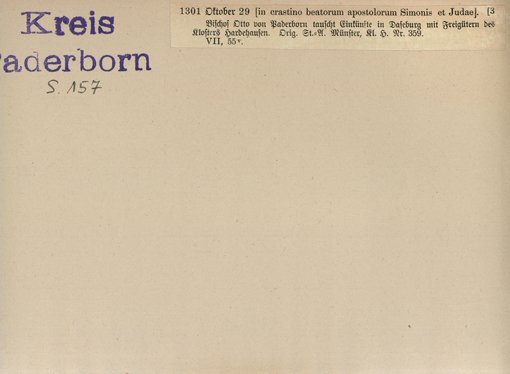 Kreis
Paderborn
S. 157
1301 Oktober 29 [in crastino beatorum apostolorum Simonis et Judae]. [3
Bischof Otto von Paderborn tauscht Einkünfte in Daseburg mit Freigütern des
Klosters Hardehausen. Orig. St.-A. Münster, Kl. H. Nr. 359.
VII, 55v.